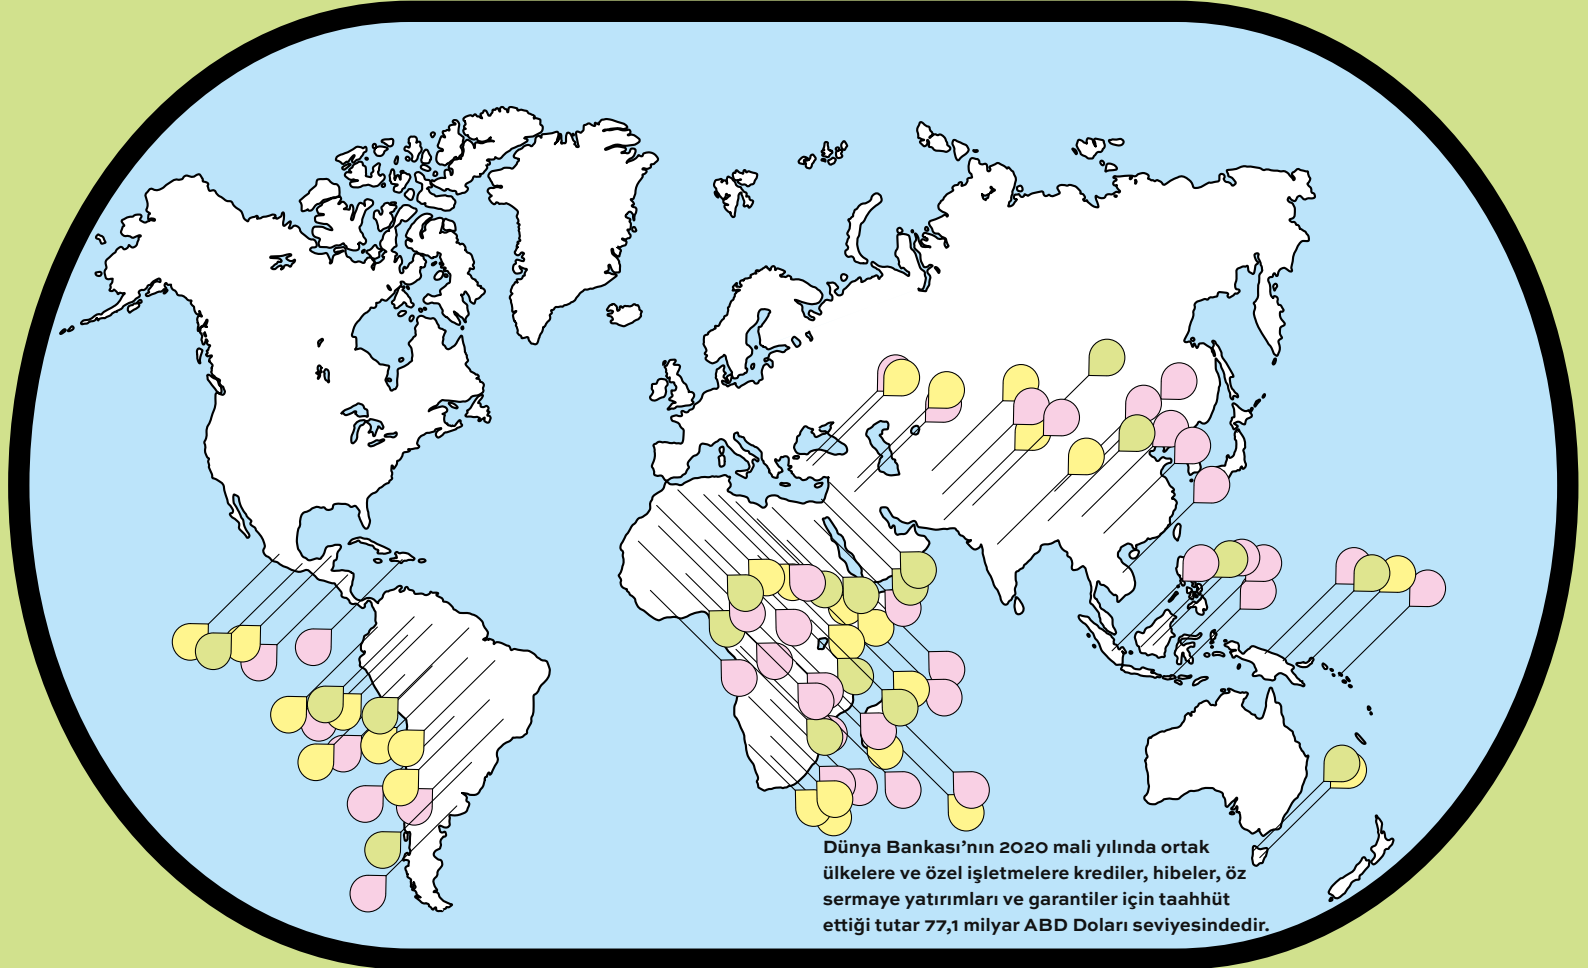 Dünya Bankası’nın 2020 mali yılında ortak
ülkelere ve özel işletmelere krediler, hibeler, öz
sermaye yatırımları ve garantiler için taahhüt
ettiği tutar 77,1 milyar ABD Doları seviyesindedir.